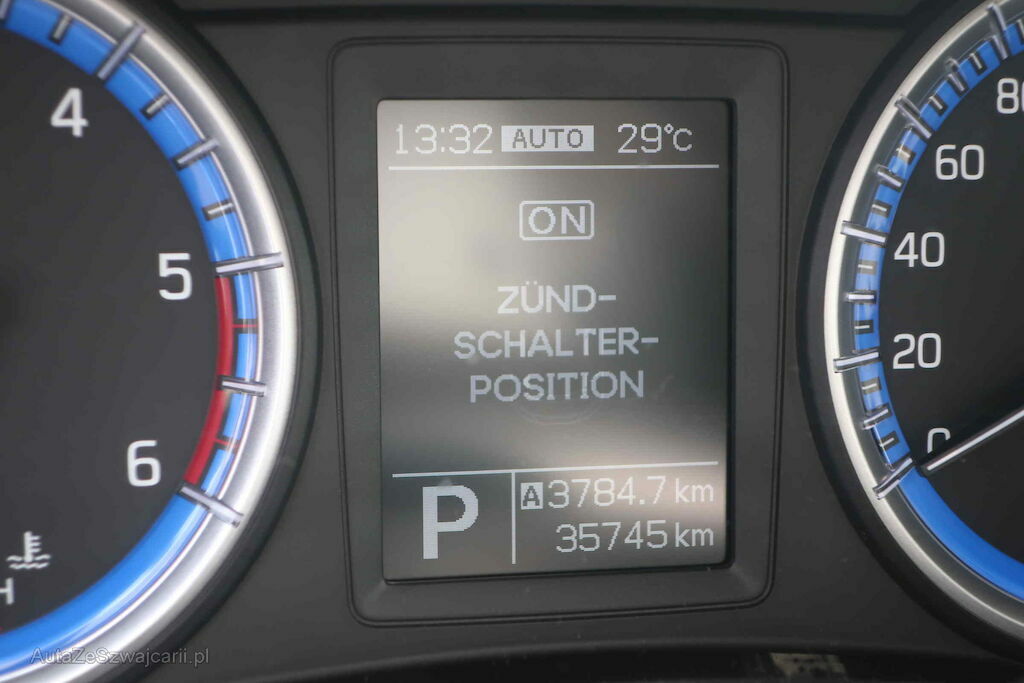 13:32 AUTO 29°c
ON
ZÜND-
SCHALTER-
POSITION
P
A 3784.7 km
35745 km
4
5
6
H
80
60
40
20
0
AutaZeSzwajcarii.pl